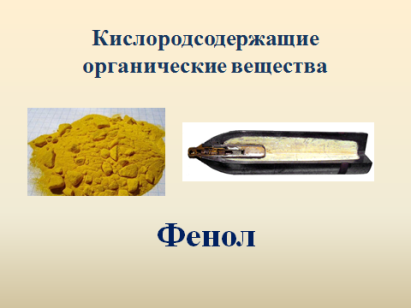 Кислородсодержащие
органические вещества
Фенол